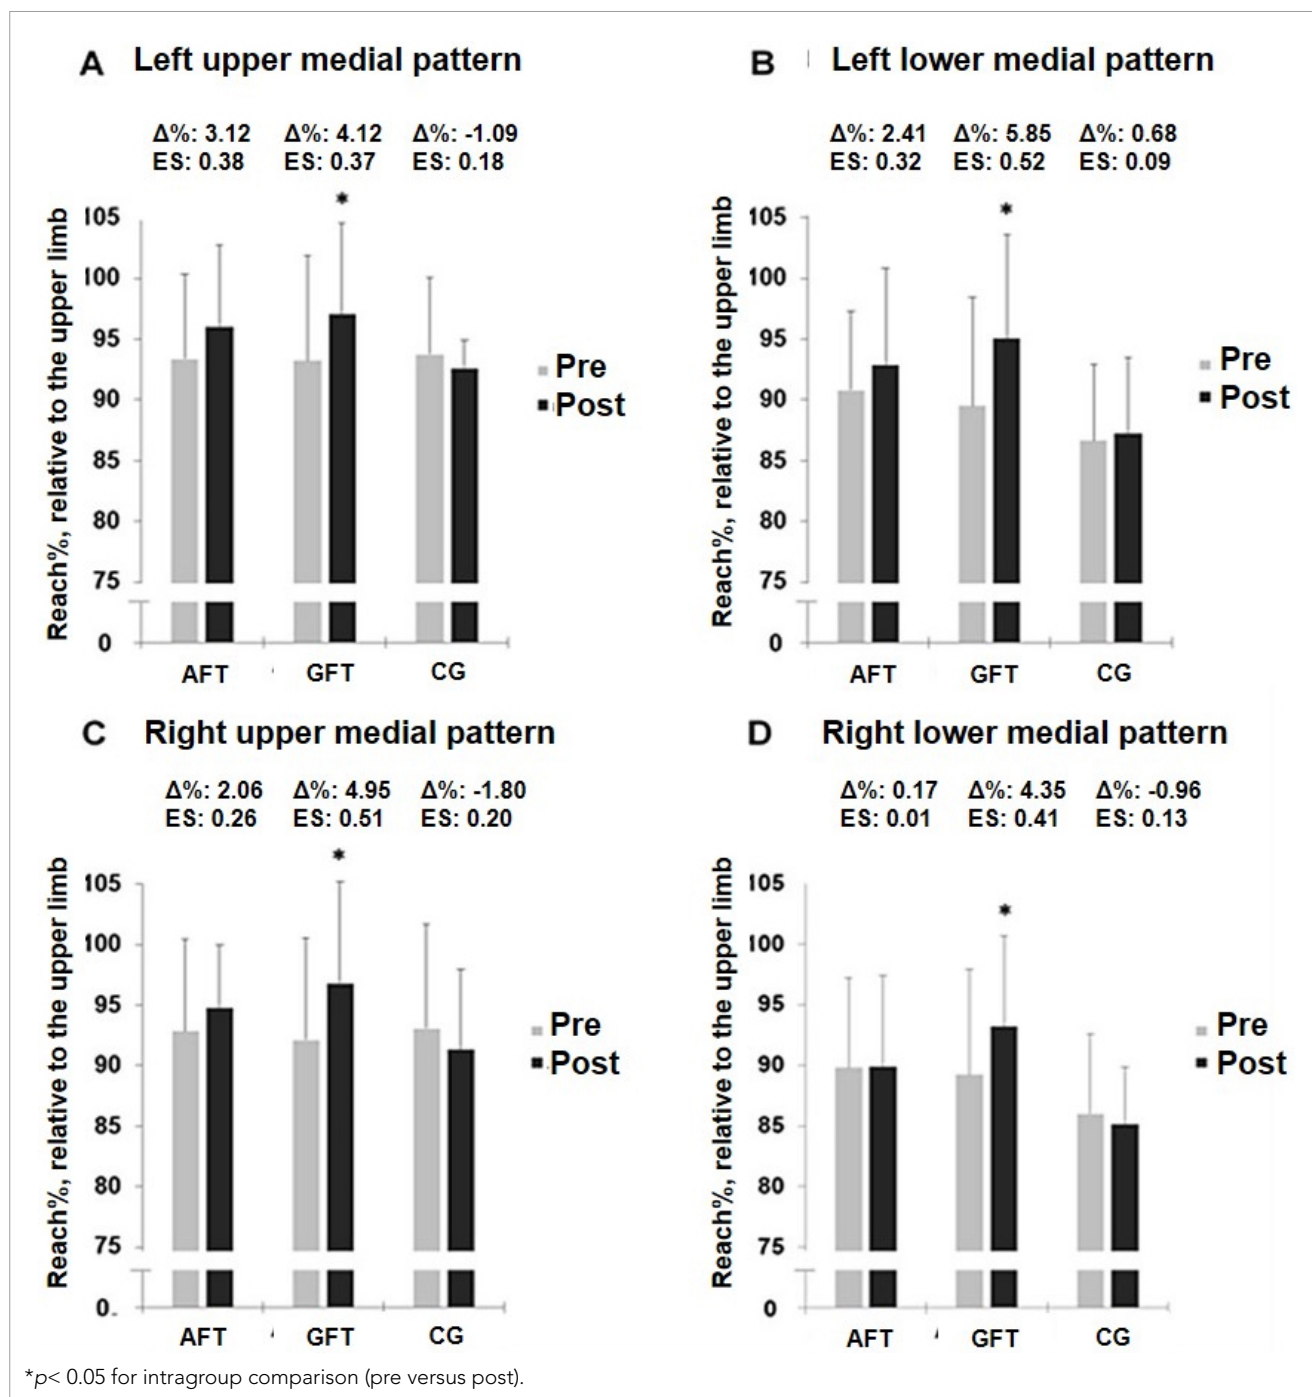 A Left upper medial pattern
Δ%: 3.12 Δ%: 4.12 Δ%: -1.09
ES: 0.38 ES: 0.37 ES: 0.18
*
Reach%, relative to the upper limb
105
100
95
90
85
80
75
0
AFT GFT CG
Pre
Post
B Left lower medial pattern
Δ%: 2.41 Δ%: 5.85 Δ%: 0.68
ES: 0.32 ES: 0.52 ES: 0.09
*
Reach%, relative to the upper limb
105
100
95
90
85
80
75
0
AFT GFT CG
Pre
Post
C Right upper medial pattern
Δ%: 2.06 Δ%: 4.95 Δ%: -1.80
ES: 0.26 ES: 0.51 ES: 0.20
*
Reach%, relative to the upper limb
105
100
95
90
85
80
75
0
AFT GFT CG
Pre
Post
D Right lower medial pattern
Δ%: 0.17 Δ%: 4.35 Δ%: -0.96
ES: 0.01 ES: 0.41 ES: 0.13
*
Reach%, relative to the upper limb
105
100
95
90
85
80
75
0
AFT GFT CG
Pre
Post
*p< 0.05 for intragroup comparison (pre versus post).